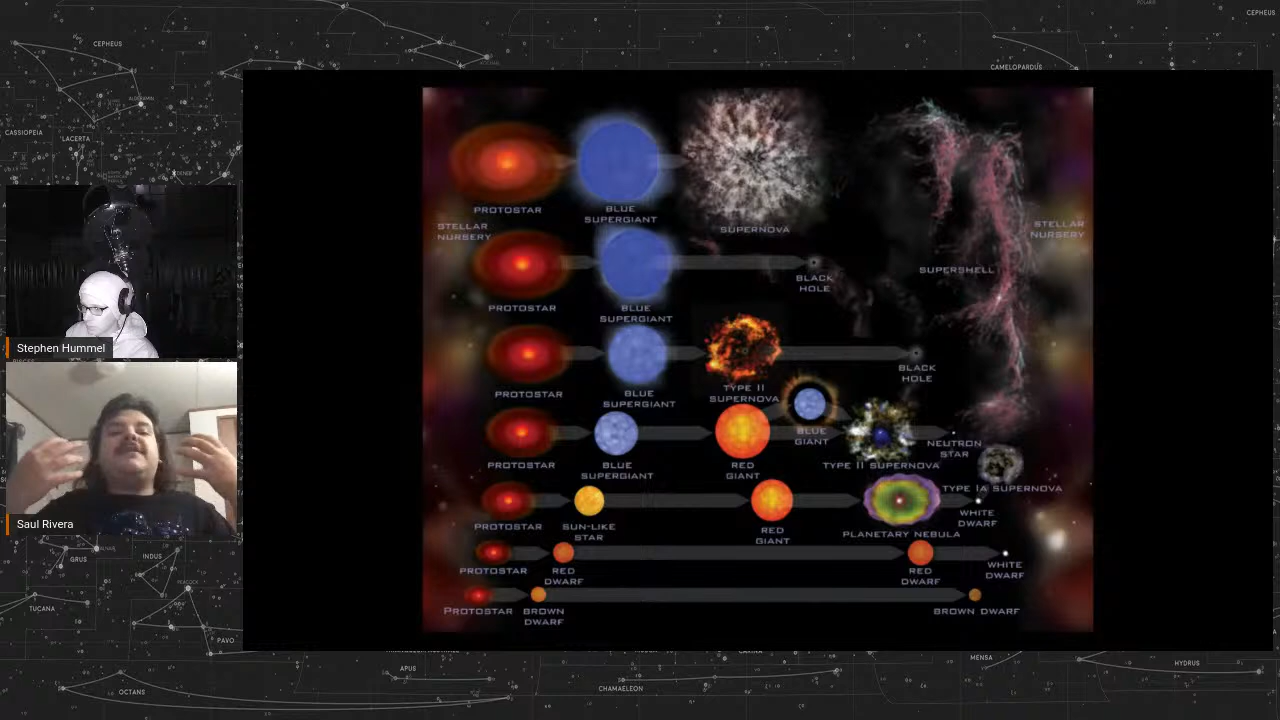 CEPHEUS
CEPHEUS
CAMELOPARDUS
ALDERAMIN
CASSIOPEIA
LACERTA
PROTOSTAR
BLUE
SUPERGIANT
SUPERNOVA
STELLAR
NURSERY
STELLAR
NURSERY
SUPERSHELL
BLACK
HOLE
PROTOSTAR
BLUE
SUPERGIANT
Stephen Hummel
BLACK
HOLE
PROTOSTAR
BLUE
SUPERGIANT
TYPE II
SUPERNOVA
BLUE
GIANT
NEUTRON
STAR
PROTOSTAR
BLUE
SUPERGIANT
RED
GIANT
TYPE II SUPERNOVA
TYPE IA SUPERNOVA
Saul Rivera
PROTOSTAR
SUN-LIKE
STAR
RED
GIANT
PLANETARY NEBULA
WHITE
DWARF
PROTOSTAR
RED
DWARF
RED
DWARF
WHITE
DWARF
GRUS
INDUS
PEACOCK
TUCANA
PROTOSTAR
BROWN
DWARF
BROWN DWARF
PAVO
APUS
MENSA
HYDRUS
OCTANS
CHAMAELEON